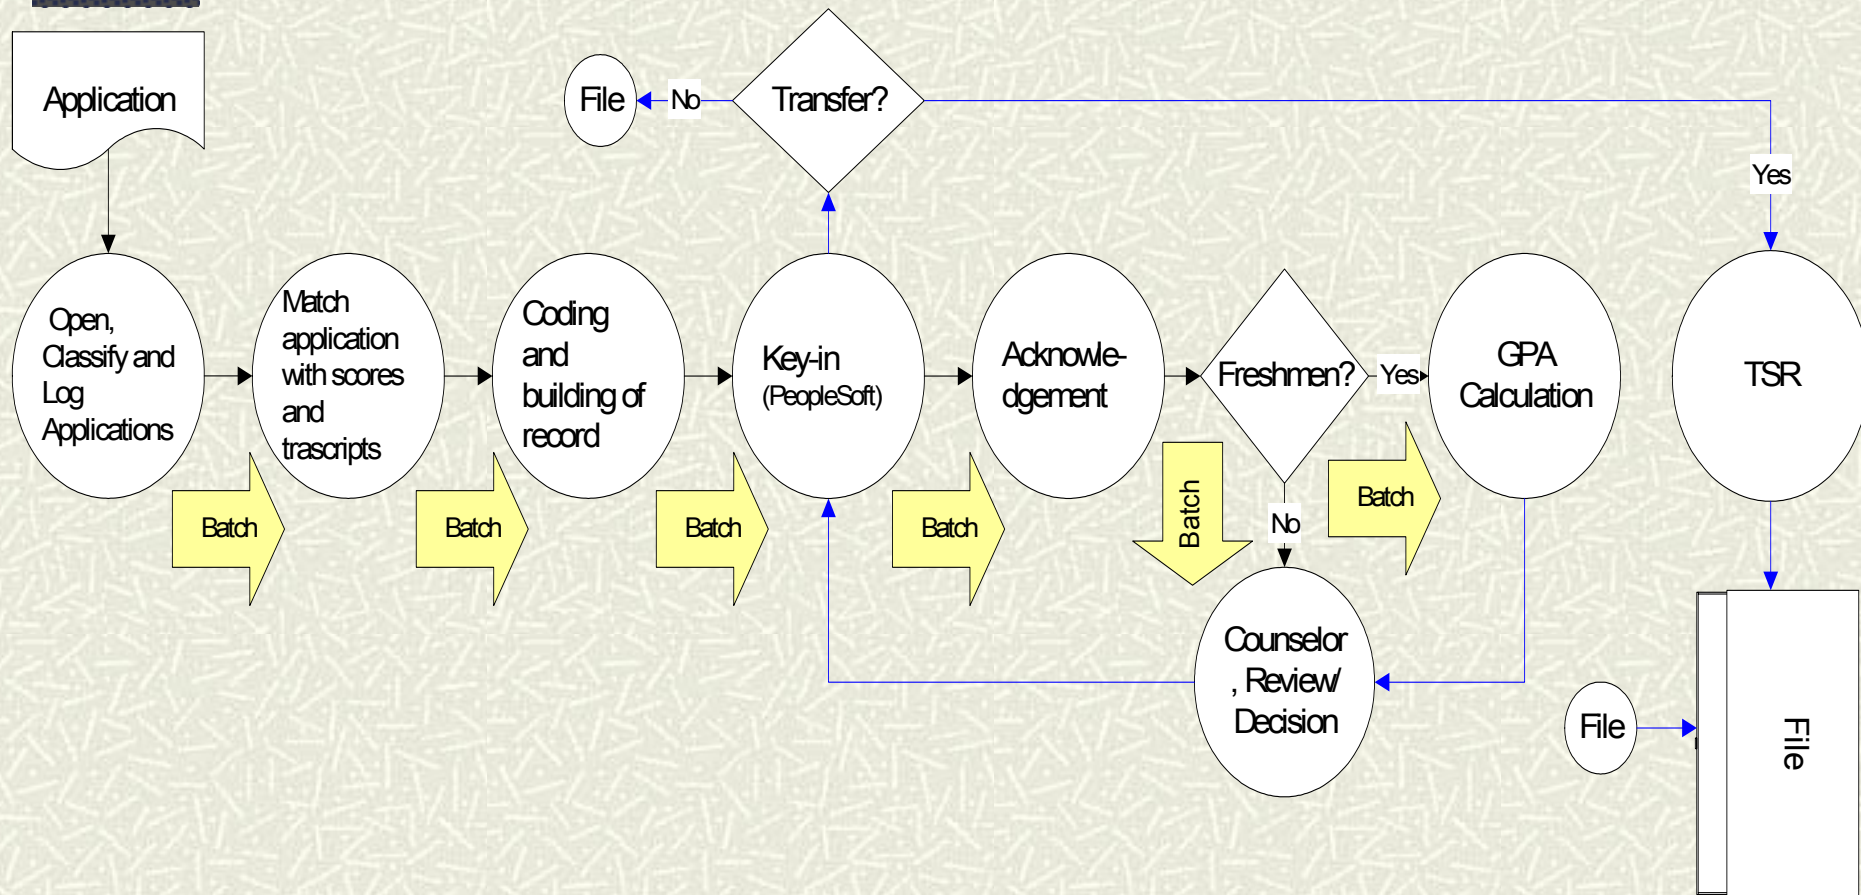 Application
File
No
Transfer?
Yes
Open,
Classify and
Log
Applications
Match
application
with scores
and
trascripts
Coding
and
building of
record
Key-in
(PeopleSoft)
Acknowle-
dgement
Freshmen?
Yes
GPA
Calculation
TSR
Batch
Batch
Batch
Batch
Batch
No
Batch
Counselor
, Review/
Decision
File
File